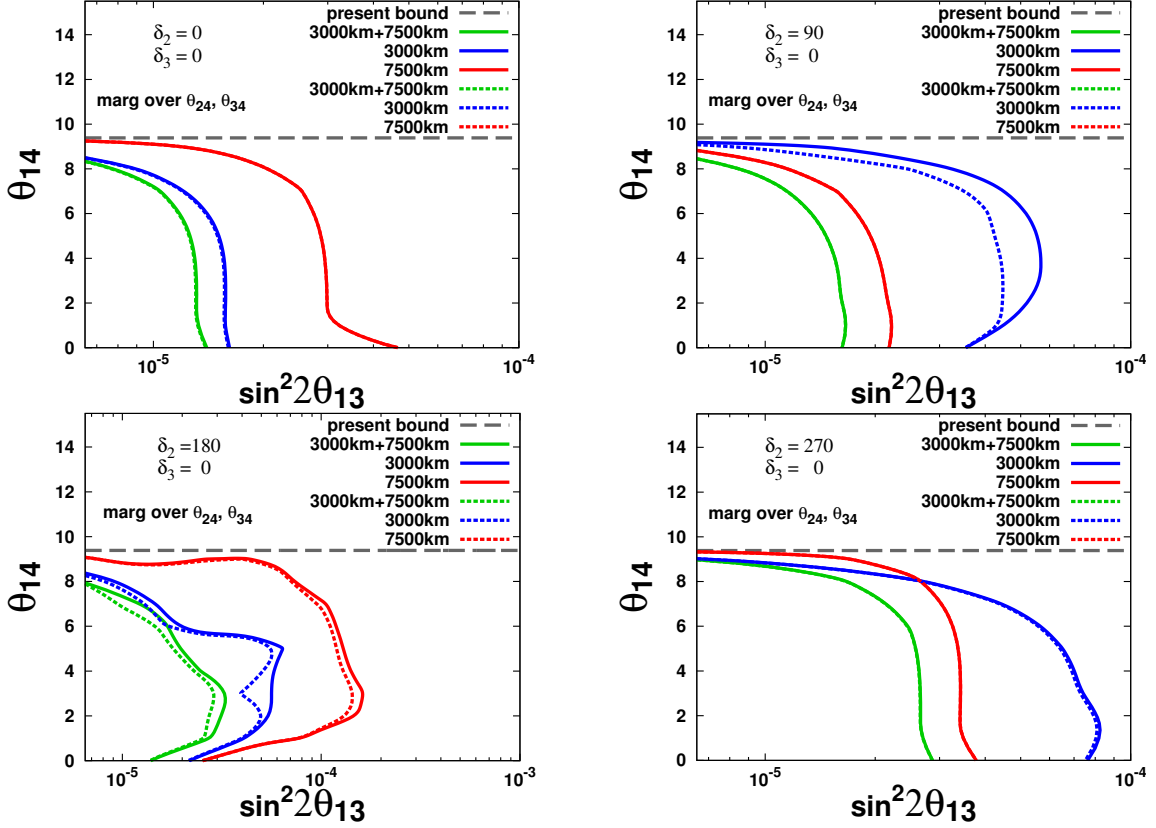 present bound
3000km+7500km
3000km
7500km
3000km+7500km
3000km
7500km
δ2 = 0
δ3 = 0
marg over θ24, θ34
θ14
0
2
4
6
8
10
12
14
10-5
10-4
sin²2θ13
present bound
3000km+7500km
3000km
7500km
3000km+7500km
3000km
7500km
δ2 = 90
δ3 = 0
marg over θ24, θ34
θ14
0
2
4
6
8
10
12
14
10-5
10-4
sin²2θ13
present bound
3000km+7500km
3000km
7500km
3000km+7500km
3000km
7500km
δ2 =180
δ3 = 0
marg over θ24, θ34
θ14
0
2
4
6
8
10
12
14
10-5
10-4
10-3
sin²2θ13
present bound
3000km+7500km
3000km
7500km
3000km+7500km
3000km
7500km
δ2 =270
δ3 = 0
marg over θ24, θ34
θ14
0
2
4
6
8
10
12
14
10-5
10-4
sin²2θ13